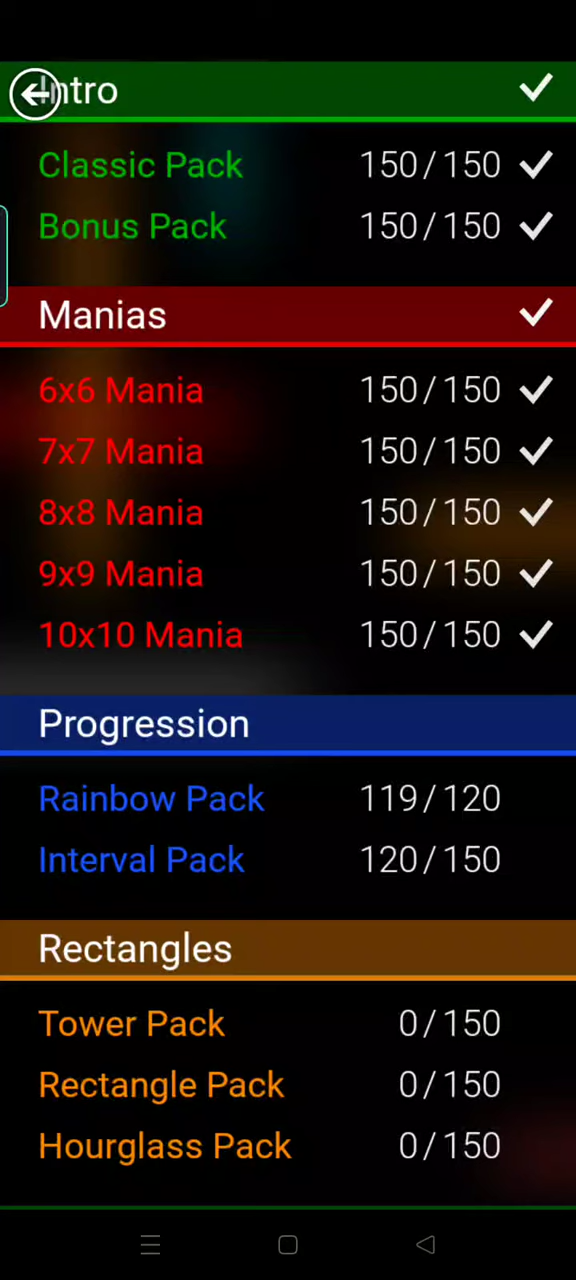 Intro
Classic Pack 150/150
Bonus Pack 150/150
Manias
6x6 Mania 150/150
7x7 Mania 150/150
8x8 Mania 150/150
9x9 Mania 150/150
10x10 Mania 150/150
Progression
Rainbow Pack 119/120
Interval Pack 120/150
Rectangles
Tower Pack 0/150
Rectangle Pack 0/150
Hourglass Pack 0/150